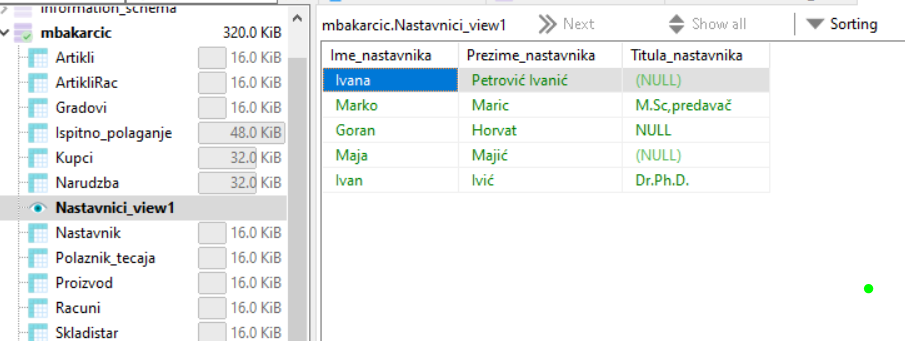 information_schema
mbakarcic 320.0 KiB
Artikli 16.0 KiB
ArtikliRac 16.0 KiB
Gradovi 16.0 KiB
Ispitno_polaganje 48.0 KiB
Kupci 32.0 KiB
Narudzba 32.0 KiB
Nastavnici_view1
Nastavnik 16.0 KiB
Polaznik_tecaja 16.0 KiB
Proizvod 16.0 KiB
Racuni 16.0 KiB
Skladistar 16.0 KiB
mbakarcic.Nastavnici_view1 Next Show all Sorting
Ime_nastavnika Prezime_nastavnika Titula_nastavnika
Ivana Petrović Ivanić (NULL)
Marko Maric M.Sc,predavač
Goran Horvat NULL
Maja Majić (NULL)
Ivan Ivić Dr.Ph.D.